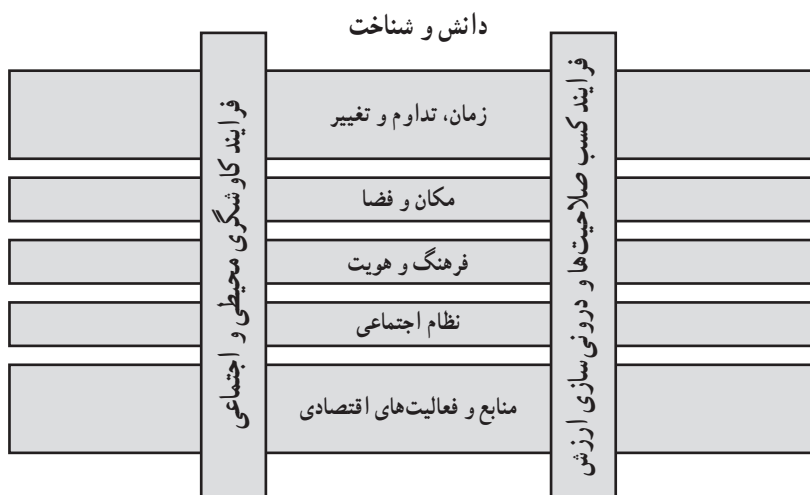 دانش و شناخت
فرایند کسب صلاحیت‌ها و درونی‌سازی ارزش
زمان، تداوم و تغییر
مکان و فضا
فرهنگ و هویت
نظام اجتماعی
منابع و فعالیت‌های اقتصادی
فرایند کاوشگری محیطی و اجتماعی